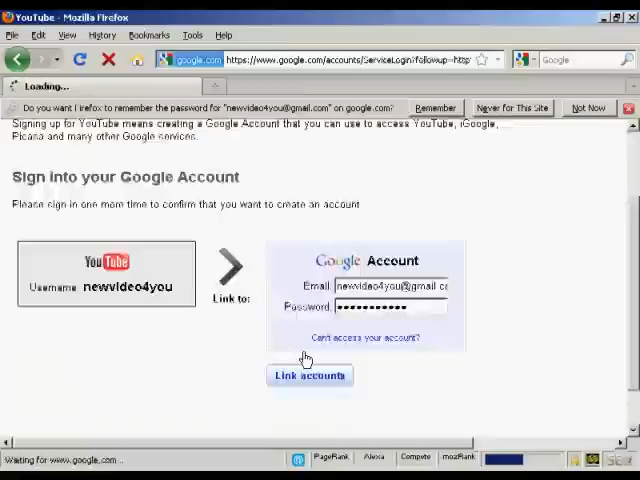 YouTube - Mozilla Firefox
File Edit View History Bookmarks Tools Help
google.com https://www.google.com/accounts/ServiceLogin?followup=http Google
Loading...
Do you want Firefox to remember the password for "newvideo4you@gmail.com" on google.com? Remember Never for This Site Not Now
Signing up for YouTube means creating a Google Account that you can use to access YouTube, iGoogle,
Picasa and many other Google services.
Sign into your Google Account
Please sign in one more time to confirm that you want to create an account
YouTube
Username: newvideo4you
Link to:
Google Account
Email: newvideo4you@gmail.co
Password:
Can't access your account?
Link accounts
Waiting for www.google.com... PageRank Alexa Compete mozRank